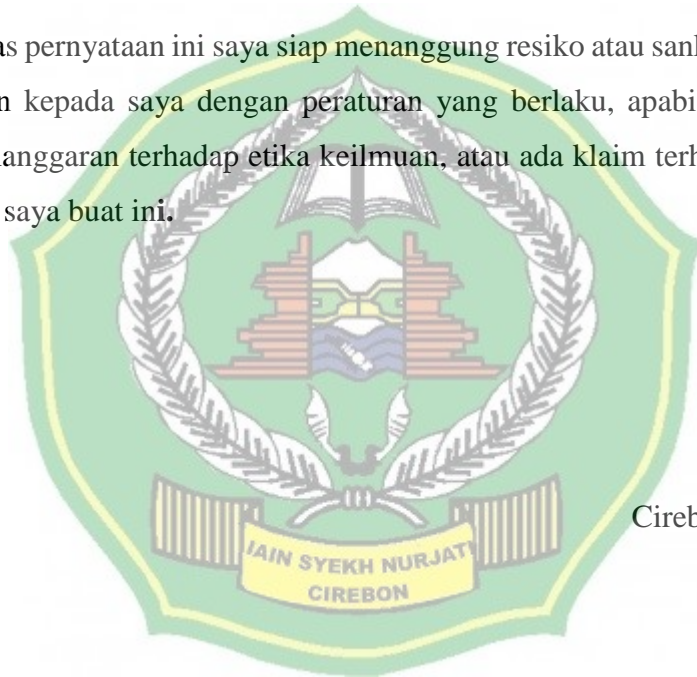 as pernyataan ini saya siap menanggung resiko atau sank
n kepada saya dengan peraturan yang berlaku, apabi
langgaran terhadap etika keilmuan, atau ada klaim terh
saya buat ini.
Cireb
IAIN SYEKH NURJATI
CIREBON